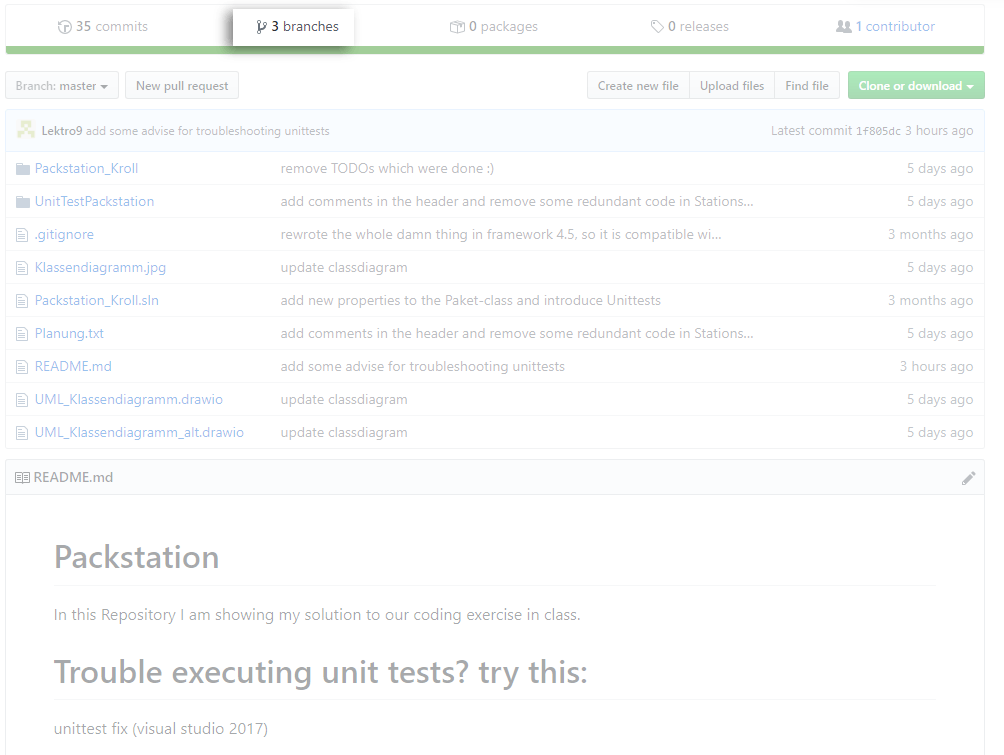 35 commits 3 branches 0 packages 0 releases 1 contributor
Branch: master New pull request Create new file Upload files Find file Clone or download
Lektro9 add some advise for troubleshooting unittests Latest commit 1f805dc 3 hours ago
Packstation_Kroll remove TODOs which were done :) 5 days ago
UnitTestPackstation add comments in the header and remove some redundant code in Stations... 5 days ago
.gitignore rewrote the whole damn thing in framework 4.5, so it is compatible wi... 3 months ago
Klassendiagramm.jpg update classdiagram 5 days ago
Packstation_Kroll.sln add new properties to the Paket-class and introduce Unittests 3 months ago
Planung.txt add comments in the header and remove some redundant code in Stations... 5 days ago
README.md add some advise for troubleshooting unittests 3 hours ago
UML_Klassendiagramm.drawio update classdiagram 5 days ago
UML_Klassendiagramm_alt.drawio update classdiagram 5 days ago
README.md
Packstation
In this Repository I am showing my solution to our coding exercise in class.
Trouble executing unit tests? try this:
unittest fix (visual studio 2017)